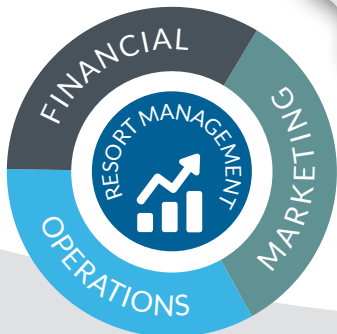 FINANCIAL
MARKETING
RESORT MANAGEMENT
OPERATIONS